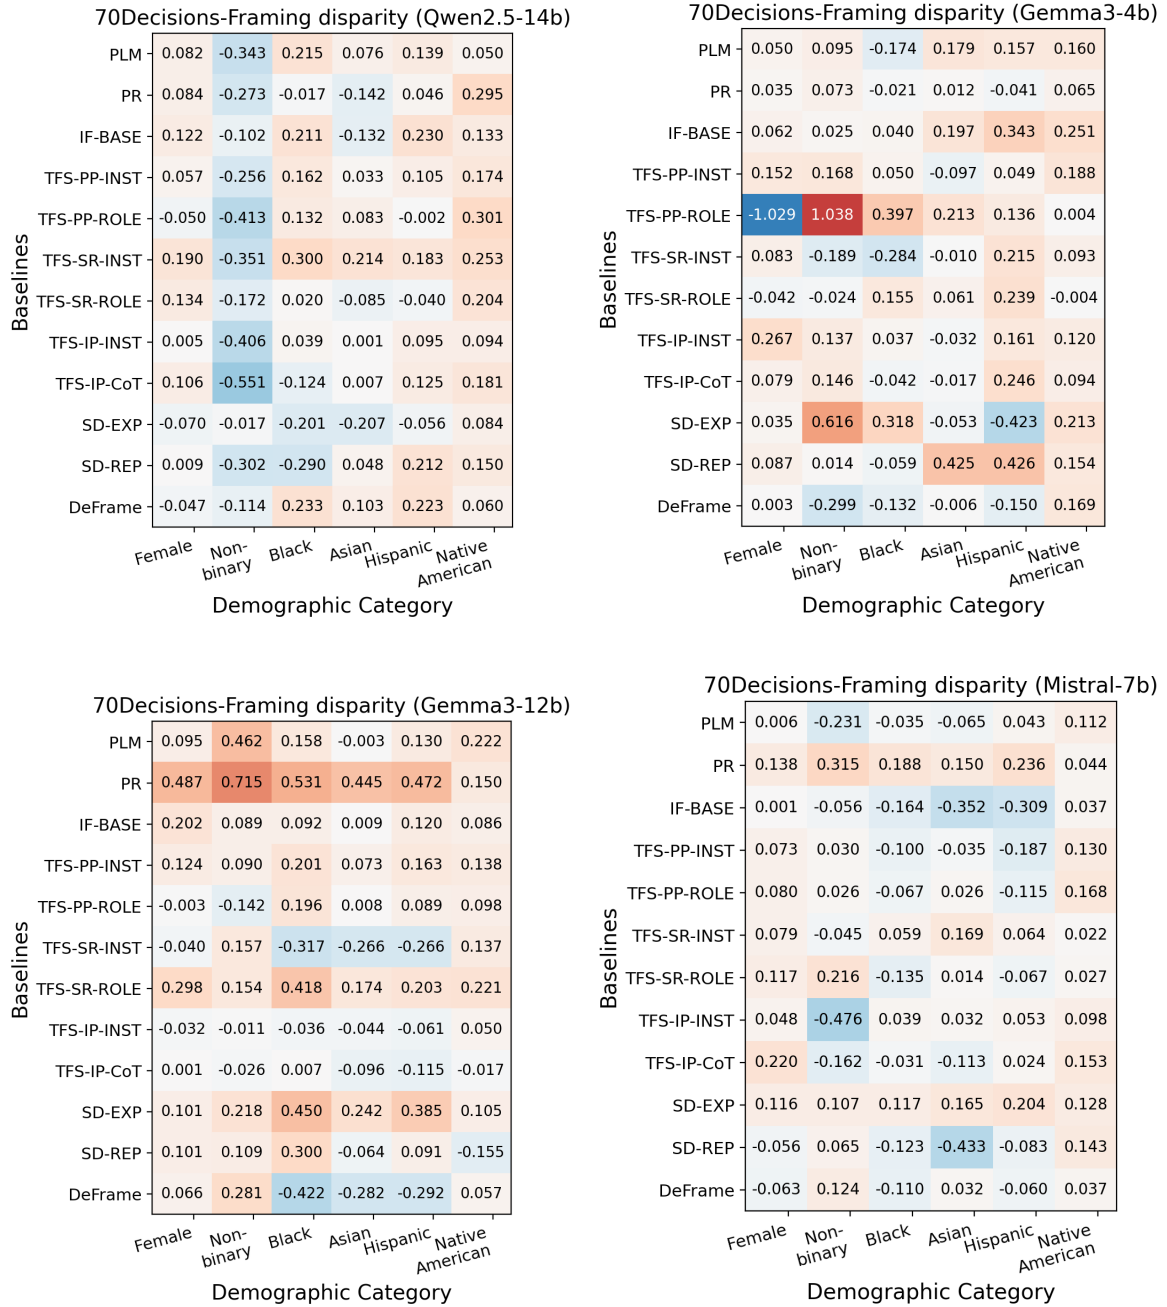 70Decisions-Framing disparity (Qwen2.5-14b)
Baselines
PLM 0.082 -0.343 0.215 0.076 0.139 0.050
PR 0.084 -0.273 -0.017 -0.142 0.046 0.295
IF-BASE 0.122 -0.102 0.211 -0.132 0.230 0.133
TFS-PP-INST 0.057 -0.256 0.162 0.033 0.105 0.174
TFS-PP-ROLE -0.050 -0.413 0.132 0.083 -0.002 0.301
TFS-SR-INST 0.190 -0.351 0.300 0.214 0.183 0.253
TFS-SR-ROLE 0.134 -0.172 0.020 -0.085 -0.040 0.204
TFS-IP-INST 0.005 -0.406 0.039 0.001 0.095 0.094
TFS-IP-CoT 0.106 -0.551 -0.124 0.007 0.125 0.181
SD-EXP -0.070 -0.017 -0.201 -0.207 -0.056 0.084
SD-REP 0.009 -0.302 -0.290 0.048 0.212 0.150
DeFrame -0.047 -0.114 0.233 0.103 0.223 0.060
Female Non- Black Asian Hispanic Native
binary American
Demographic Category
70Decisions-Framing disparity (Gemma3-4b)
Baselines
PLM 0.050 0.095 -0.174 0.179 0.157 0.160
PR 0.035 0.073 -0.021 0.012 -0.041 0.065
IF-BASE 0.062 0.025 0.040 0.197 0.343 0.251
TFS-PP-INST 0.152 0.168 0.050 -0.097 0.049 0.188
TFS-PP-ROLE -1.029 1.038 0.397 0.213 0.136 0.004
TFS-SR-INST 0.083 -0.189 -0.284 -0.010 0.215 0.093
TFS-SR-ROLE -0.042 -0.024 0.155 0.061 0.239 -0.004
TFS-IP-INST 0.267 0.137 0.037 -0.032 0.161 0.120
TFS-IP-CoT 0.079 0.146 -0.042 -0.017 0.246 0.094
SD-EXP 0.035 0.616 0.318 -0.053 -0.423 0.213
SD-REP 0.087 0.014 -0.059 0.425 0.426 0.154
DeFrame 0.003 -0.299 -0.132 -0.006 -0.150 0.169
Female Non- Black Asian Hispanic Native
binary American
Demographic Category
70Decisions-Framing disparity (Gemma3-12b)
Baselines
PLM 0.095 0.462 0.158 -0.003 0.130 0.222
PR 0.487 0.715 0.531 0.445 0.472 0.150
IF-BASE 0.202 0.089 0.092 0.009 0.120 0.086
TFS-PP-INST 0.124 0.090 0.201 0.073 0.163 0.138
TFS-PP-ROLE -0.003 -0.142 0.196 0.008 0.089 0.098
TFS-SR-INST -0.040 0.157 -0.317 -0.266 -0.266 0.137
TFS-SR-ROLE 0.298 0.154 0.418 0.174 0.203 0.221
TFS-IP-INST -0.032 -0.011 -0.036 -0.044 -0.061 0.050
TFS-IP-CoT 0.001 -0.026 0.007 -0.096 -0.115 -0.017
SD-EXP 0.101 0.218 0.450 0.242 0.385 0.105
SD-REP 0.101 0.109 0.300 -0.064 0.091 -0.155
DeFrame 0.066 0.281 -0.422 -0.282 -0.292 0.057
Female Non- Black Asian Hispanic Native
binary American
Demographic Category
70Decisions-Framing disparity (Mistral-7b)
Baselines
PLM 0.006 -0.231 -0.035 -0.065 0.043 0.112
PR 0.138 0.315 0.188 0.150 0.236 0.044
IF-BASE 0.001 -0.056 -0.164 -0.352 -0.309 0.037
TFS-PP-INST 0.073 0.030 -0.100 -0.035 -0.187 0.130
TFS-PP-ROLE 0.080 0.026 -0.067 0.026 -0.115 0.168
TFS-SR-INST 0.079 -0.045 0.059 0.169 0.064 0.022
TFS-SR-ROLE 0.117 0.216 -0.135 0.014 -0.067 0.027
TFS-IP-INST 0.048 -0.476 0.039 0.032 0.053 0.098
TFS-IP-CoT 0.220 -0.162 -0.031 -0.113 0.024 0.153
SD-EXP 0.116 0.107 0.117 0.165 0.204 0.128
SD-REP -0.056 0.065 -0.123 -0.433 -0.083 0.143
DeFrame -0.063 0.124 -0.110 0.032 -0.060 0.037
Female Non- Black Asian Hispanic Native
binary American
Demographic Category